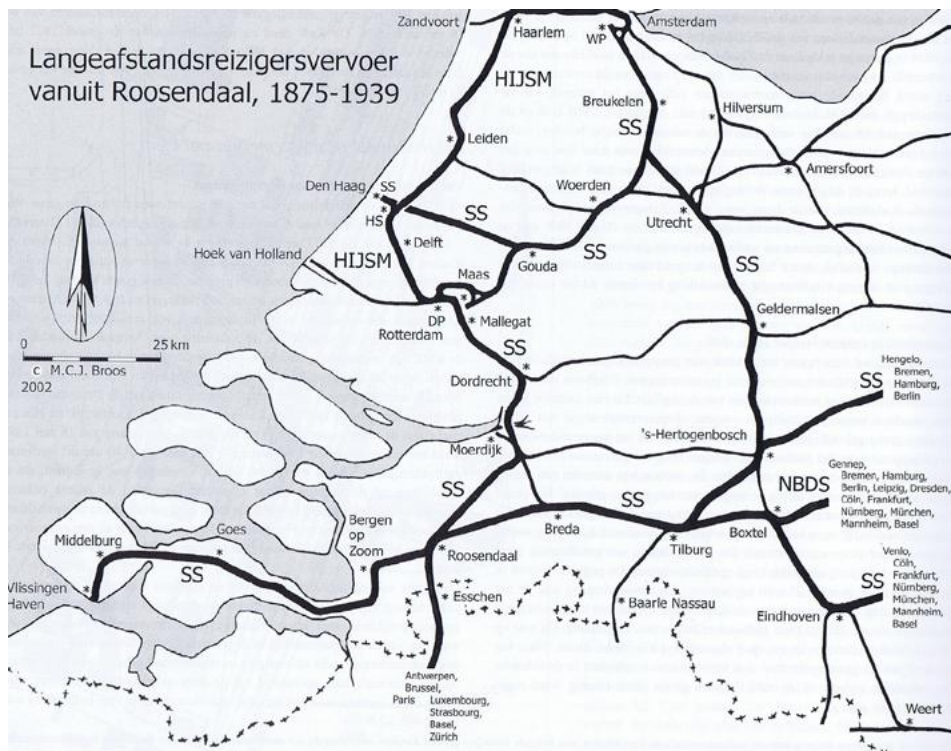 Langeafstandsreizigersvervoer
vanuit Roosendaal, 1875-1939
Zandvoort
Haarlem
WP
Amsterdam
HIJSM
Breukelen
SS
Hilversum
Leiden
Amersfoort
Den Haag
SS
HS
SS
Woerden
Utrecht
Delft
Hoek van Holland
HIJSM
Maas
Gouda
SS
SS
DP
Rotterdam
Mallegat
Geldermalsen
0
25 km
c M.C.J. Broos
2002
SS
Dordrecht
SS
Hengelo,
Bremen,
Hamburg,
Berlin
Moerdijk
's-Hertogenbosch
NBDS
Gennep,
Bremen, Hamburg,
Berlin, Leipzig, Dresden,
Cöln, Frankfurt,
Nürnberg, München,
Mannheim, Basel
SS
SS
Breda
Tilburg
Boxtel
Bergen
op
Zoom
Goes
Middelburg
SS
Roosendaal
Vlissingen
Haven
Esschen
Baarle Nassau
Eindhoven
SS
Venlo,
Cöln,
Frankfurt,
Nürnberg,
München,
Mannheim,
Basel
Antwerpen,
Brussel,
Paris
Luxembourg,
Strasbourg,
Basel,
Zürich
Weert